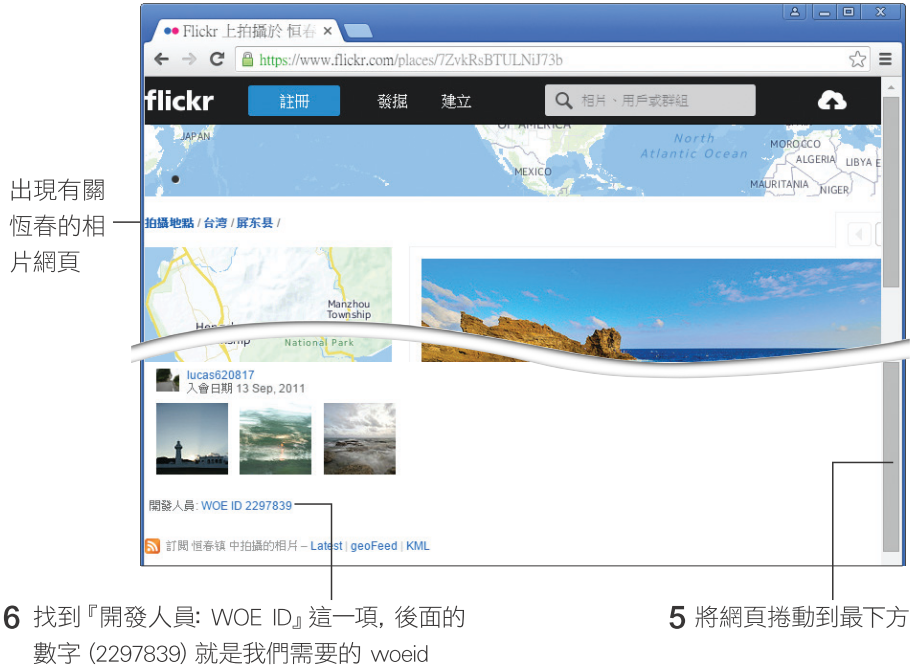 Flickr 上拍攝於 恒春
https://www.flickr.com/places/7ZvkRsBTULNiJ73b
flickr 註冊 發掘 建立 相片、用戶或群組
JAPAN
OF AMERICA
MEXICO
North
Atlantic Ocean
MOROCCO
ALGERIA LIBYA E
MAURITANIA NIGER
出現有關
恆春的相
片網頁
拍攝地點 / 台湾 / 屏东县 /
Manzhou
Township
National Park
lucas620817
入會日期 13 Sep, 2011
開發人員: WOE ID 2297839
訂閱 恒春镇 中拍攝的相片 – Latest | geoFeed | KML
6 找到『開發人員: WOE ID』這一項, 後面的
數字 (2297839) 就是我們需要的 woeid
5 將網頁捲動到最下方